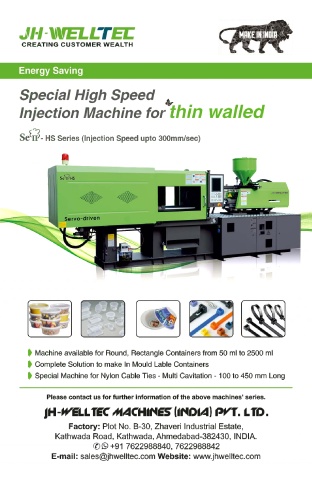 JH-WELLTEC
CREATING CUSTOMER WEALTH
MAKE IN INDIA
Energy Saving
Special High Speed
Injection Machine for thin walled
Se II - HS Series (Injection Speed upto 300mm/sec)
Servo-driven
Machine available for Round, Rectangle Containers from 50 ml to 2500 ml
Complete Solution to make In Mould Lable Containers
Special Machine for Nylon Cable Ties - Multi Cavitation - 100 to 450 mm Long
Please contact us for further information of the above machines' series.
JH-WELLTEC MACHINES (INDIA) PVT. LTD.
Factory: Plot No. B-30, Zhaveri Industrial Estate,
Kathwada Road, Kathwada, Ahmedabad-382430, INDIA.
+91 7622988840, 7622988842
E-mail: sales@jhwelltec.com Website: www.jhwelltec.com